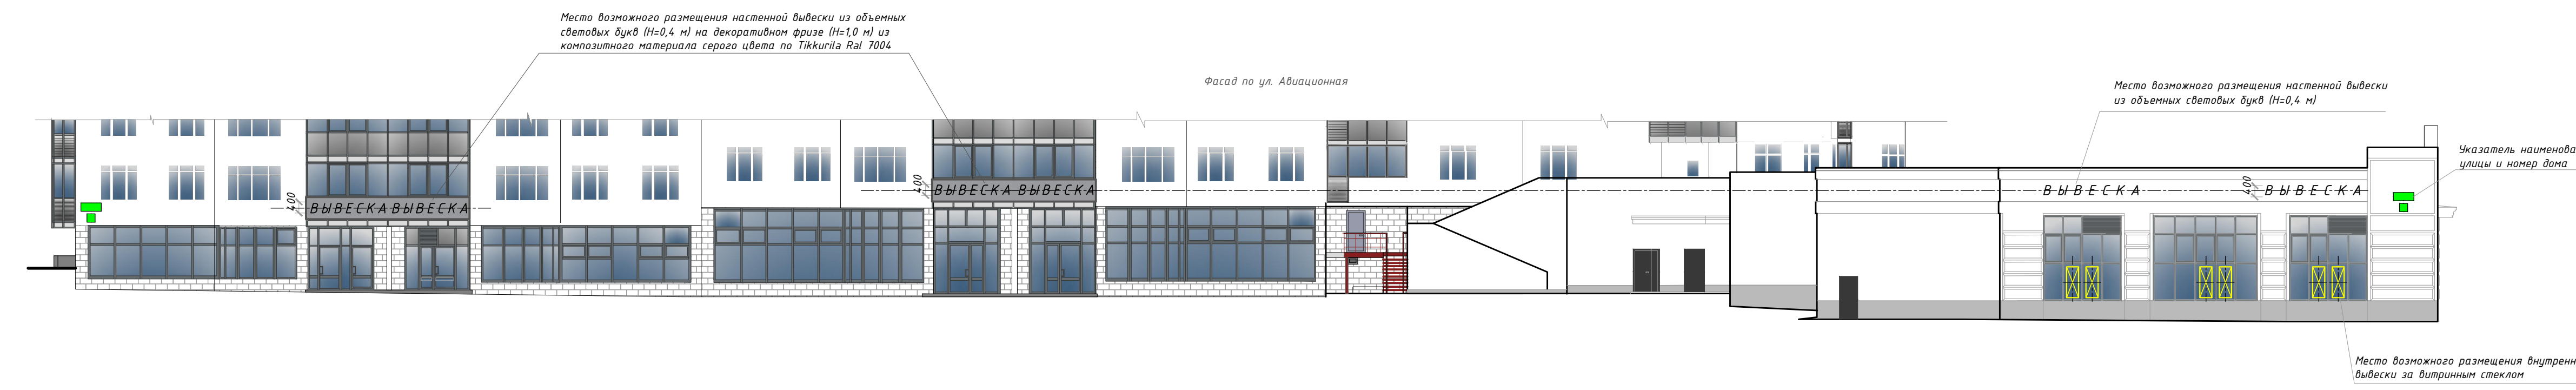 Место возможного размещения настенной вывески из объемных
световых букв (Н=0,4 м) на декоративном фризе (Н=1,0 м) из
композитного материала серого цвета по Tikkurila Ral 7004
Фасад по ул. Авиационная
Место возможного размещения настенной вывески
из объемных световых букв (Н=0,4 м)
Указатель наименова
улицы и номер дома
400
ВЫВЕСКА ВЫВЕСКА
400
ВЫВЕСКА ВЫВЕСКА
ВЫВЕСКА
400
ВЫВЕСКА
Место возможного размещения внутренн
вывески за витринным стеклом